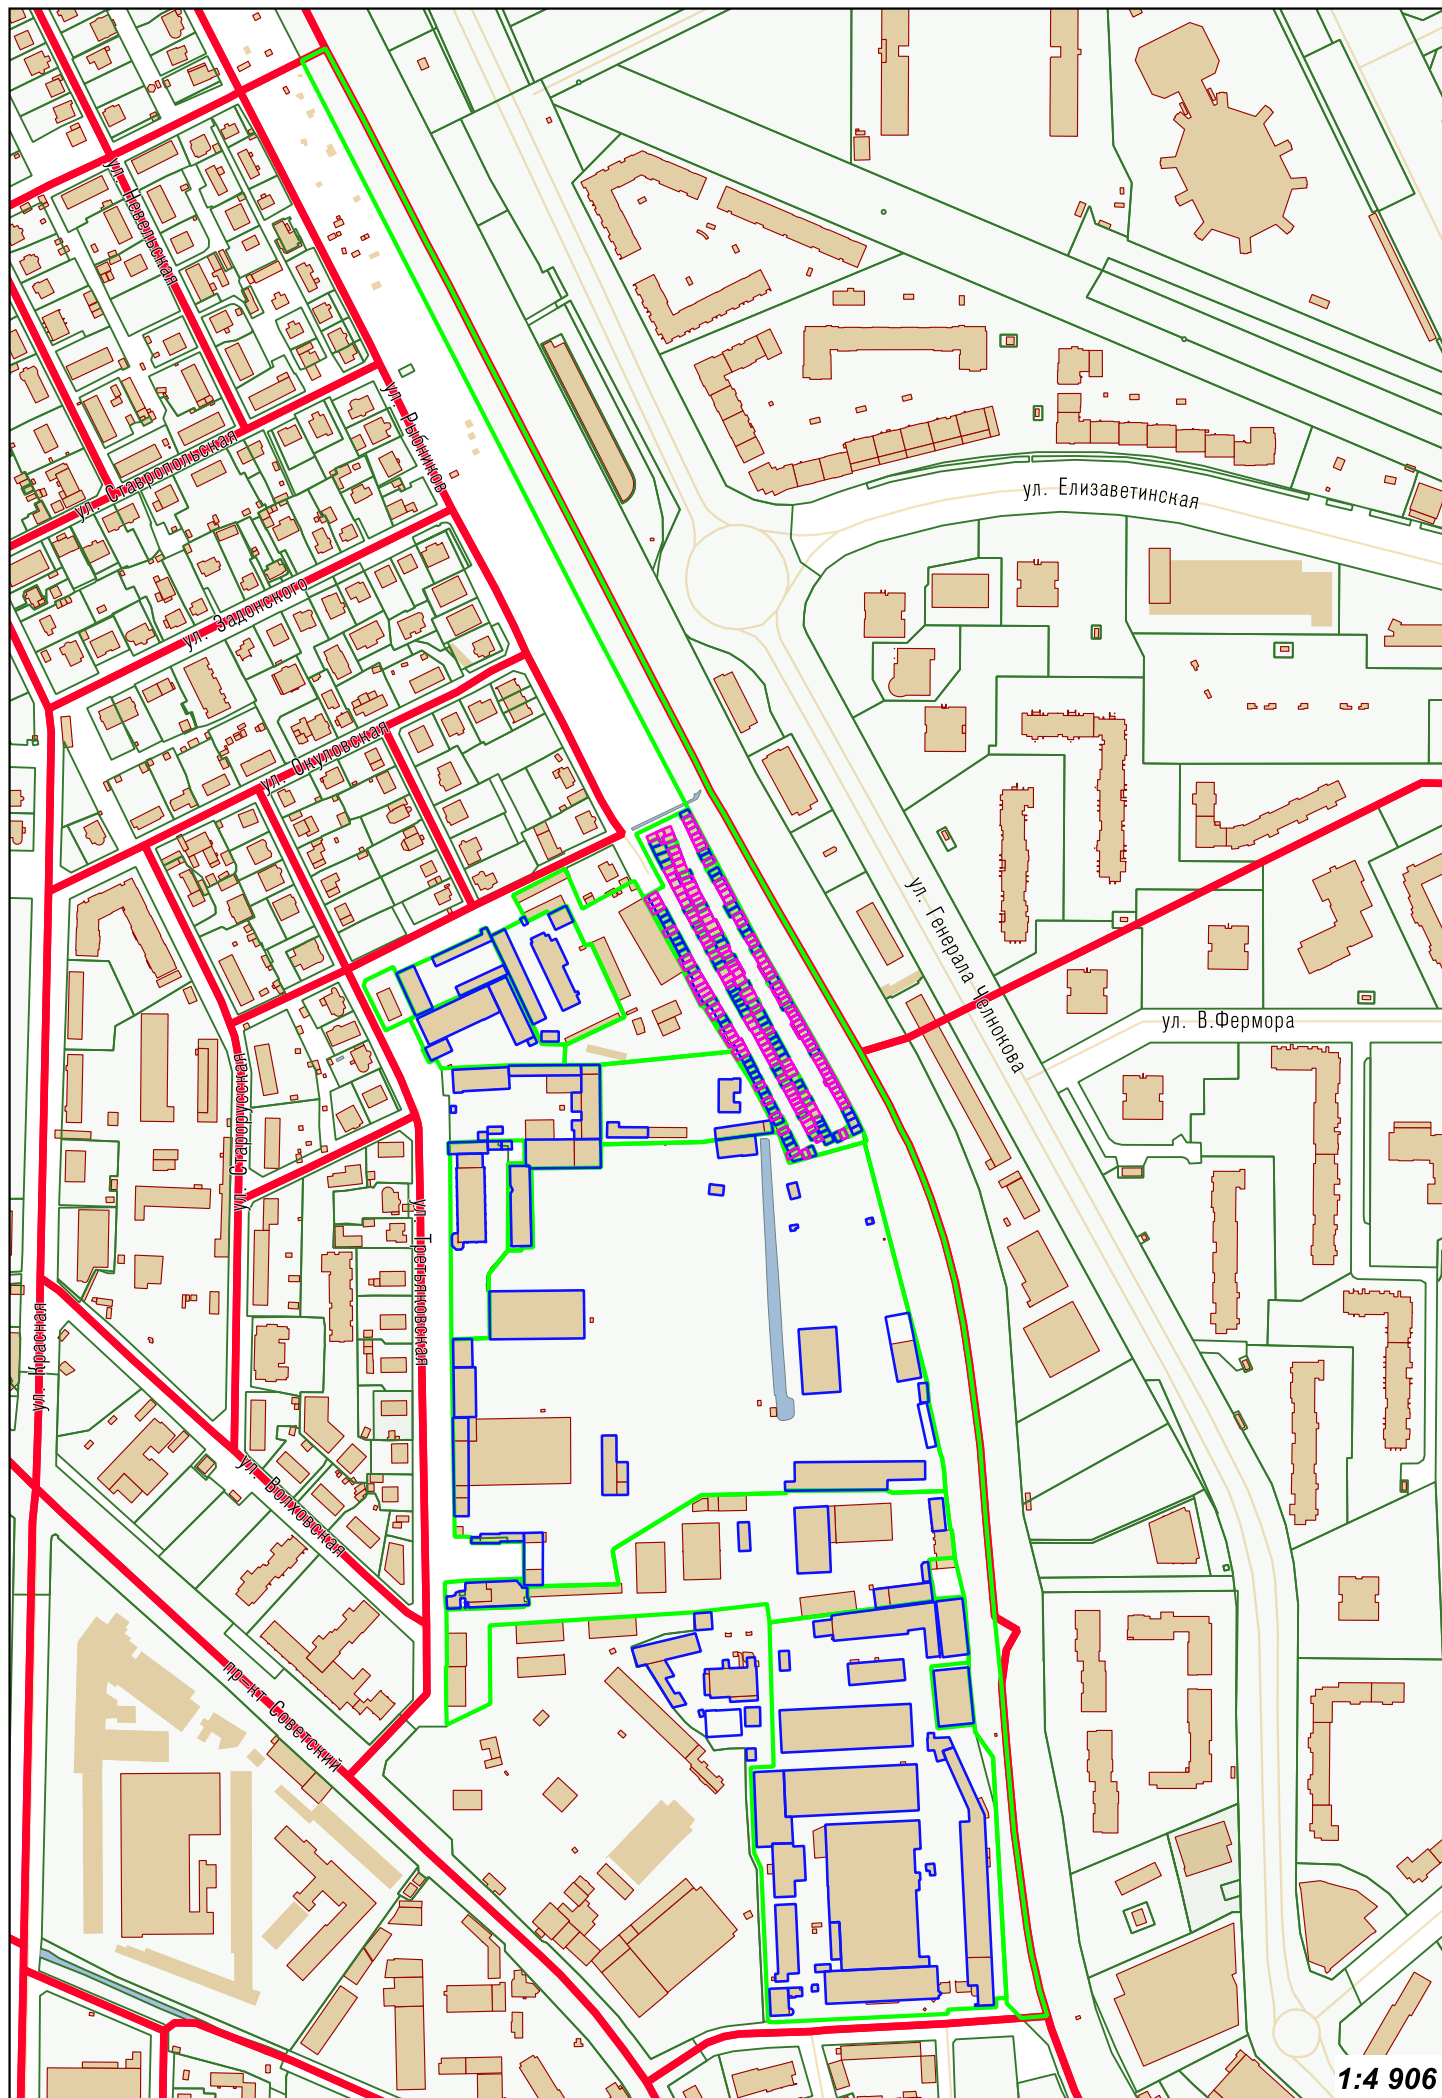 ул. Невельская
ул. Рыбников
ул. Ставропольская
ул. Елизаветинская
ул. Задонского
ул. Окуловская
ул. Генерала Челнокова
ул. В.Фермора
ул. Старорусская
ул. Третьяковская
ул. Красная
ул. Волховская
пр-кт Советский
1:4 906